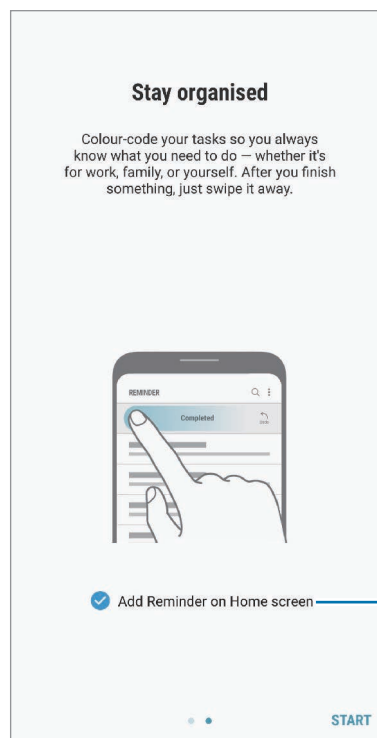 Stay organised
Colour-code your tasks so you always
know what you need to do — whether it's
for work, family, or yourself. After you finish
something, just swipe it away.
REMINDER
Completed
Add Reminder on Home screen
START